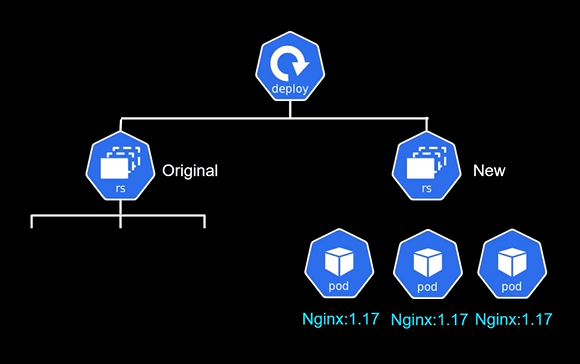 deploy
rs
Original
rs
New
pod
pod
pod
Nginx:1.17
Nginx:1.17
Nginx:1.17